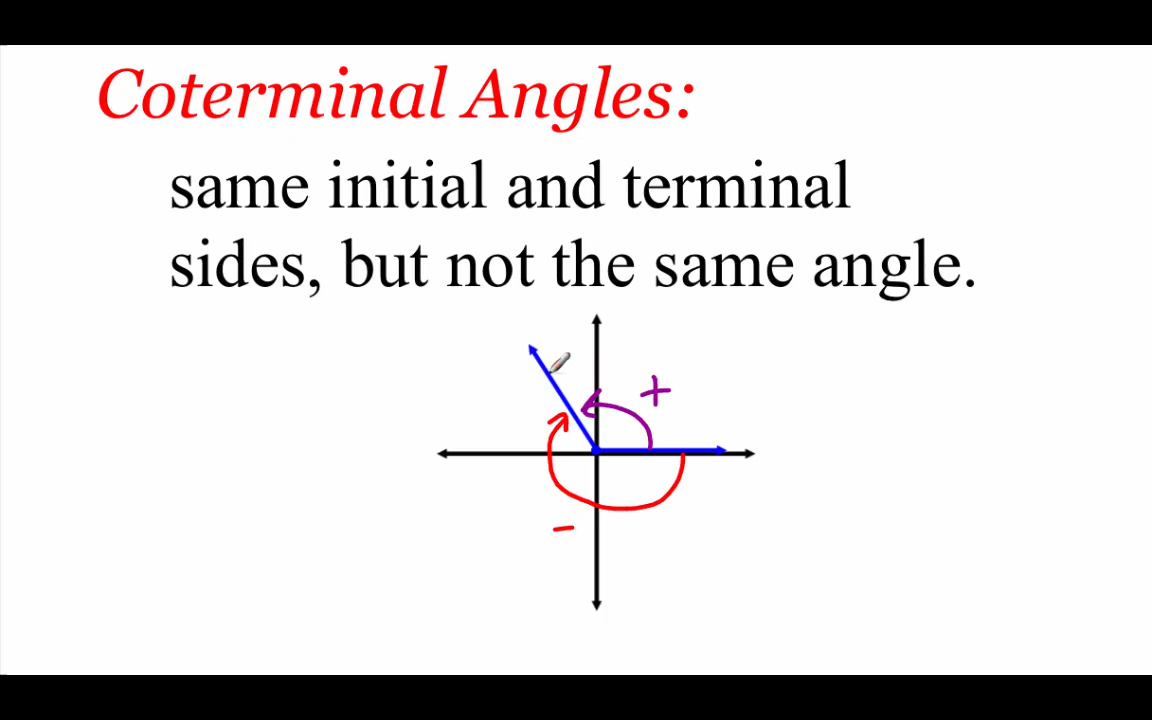 Coterminal Angles:
same initial and terminal
sides, but not the same angle.
+
-